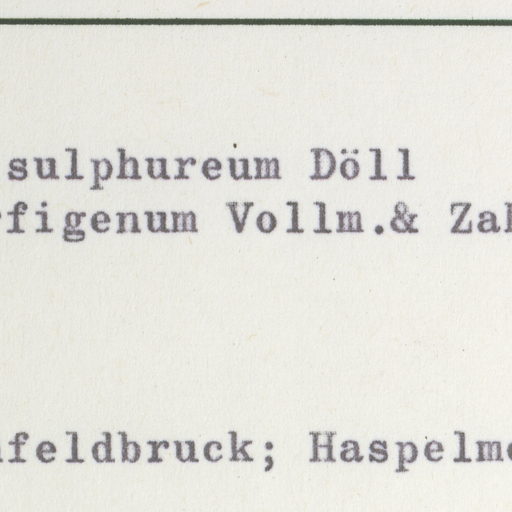 sulphureum Döll
figenum Vollm.& Za
feldbruck; Haspelm